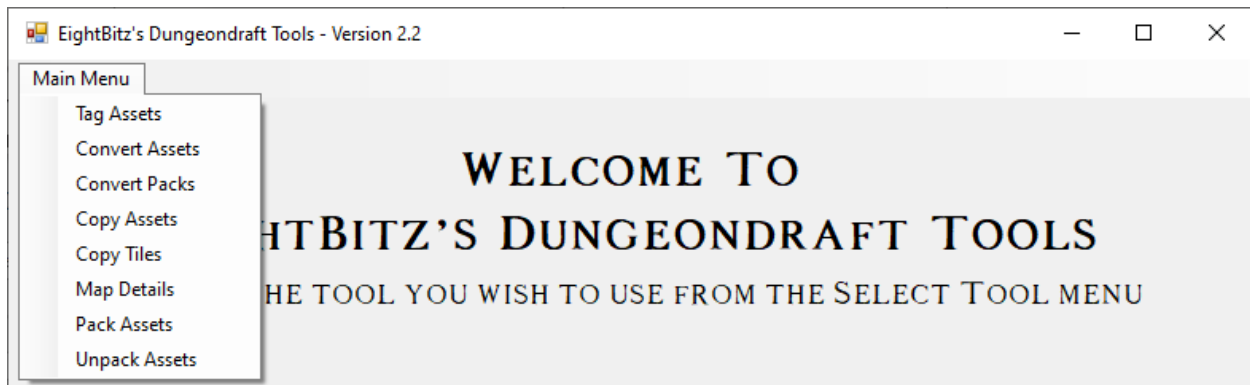 EightBitz's Dungeondraft Tools - Version 2.2
Main Menu
Tag Assets
Convert Assets
Convert Packs
Copy Assets
Copy Tiles
Map Details
Pack Assets
Unpack Assets
Welcome To
htBitz's Dungeondraft Tools
he tool you wish to use from the Select Tool menu